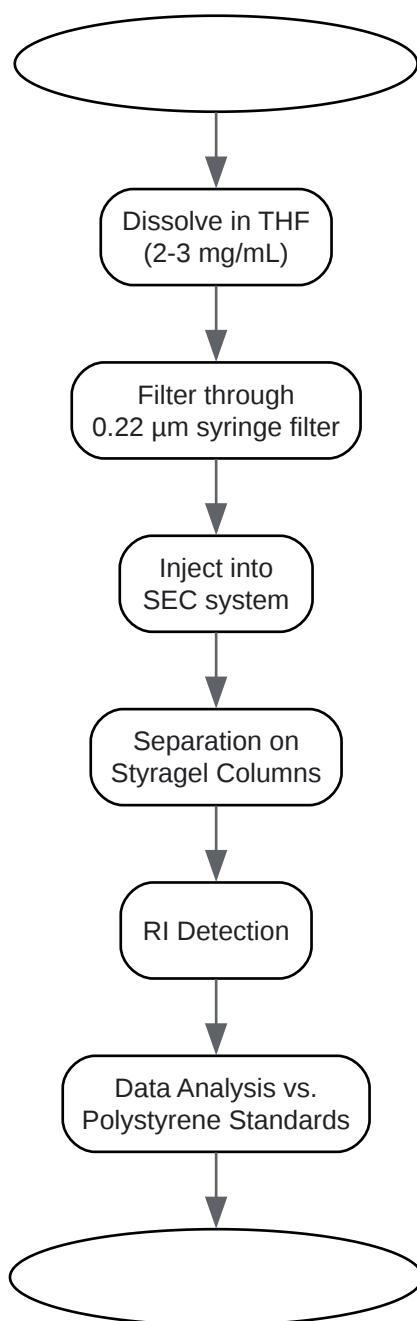 Dissolve in THF
(2-3 mg/mL)
Filter through
0.22 µm syringe filter
Inject into
SEC system
Separation on
Styragel Columns
RI Detection
Data Analysis vs.
Polystyrene Standards